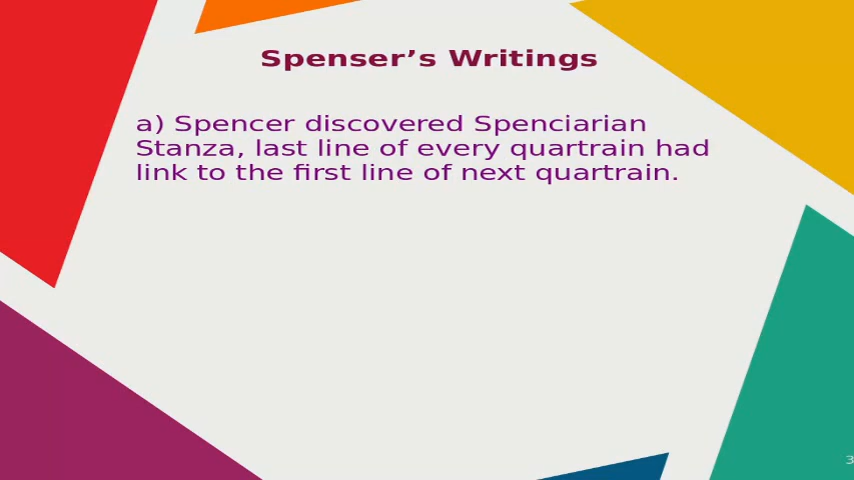 Spenser’s Writings
a) Spencer discovered Spenciarian
Stanza, last line of every quartrain had
link to the first line of next quartrain.
3